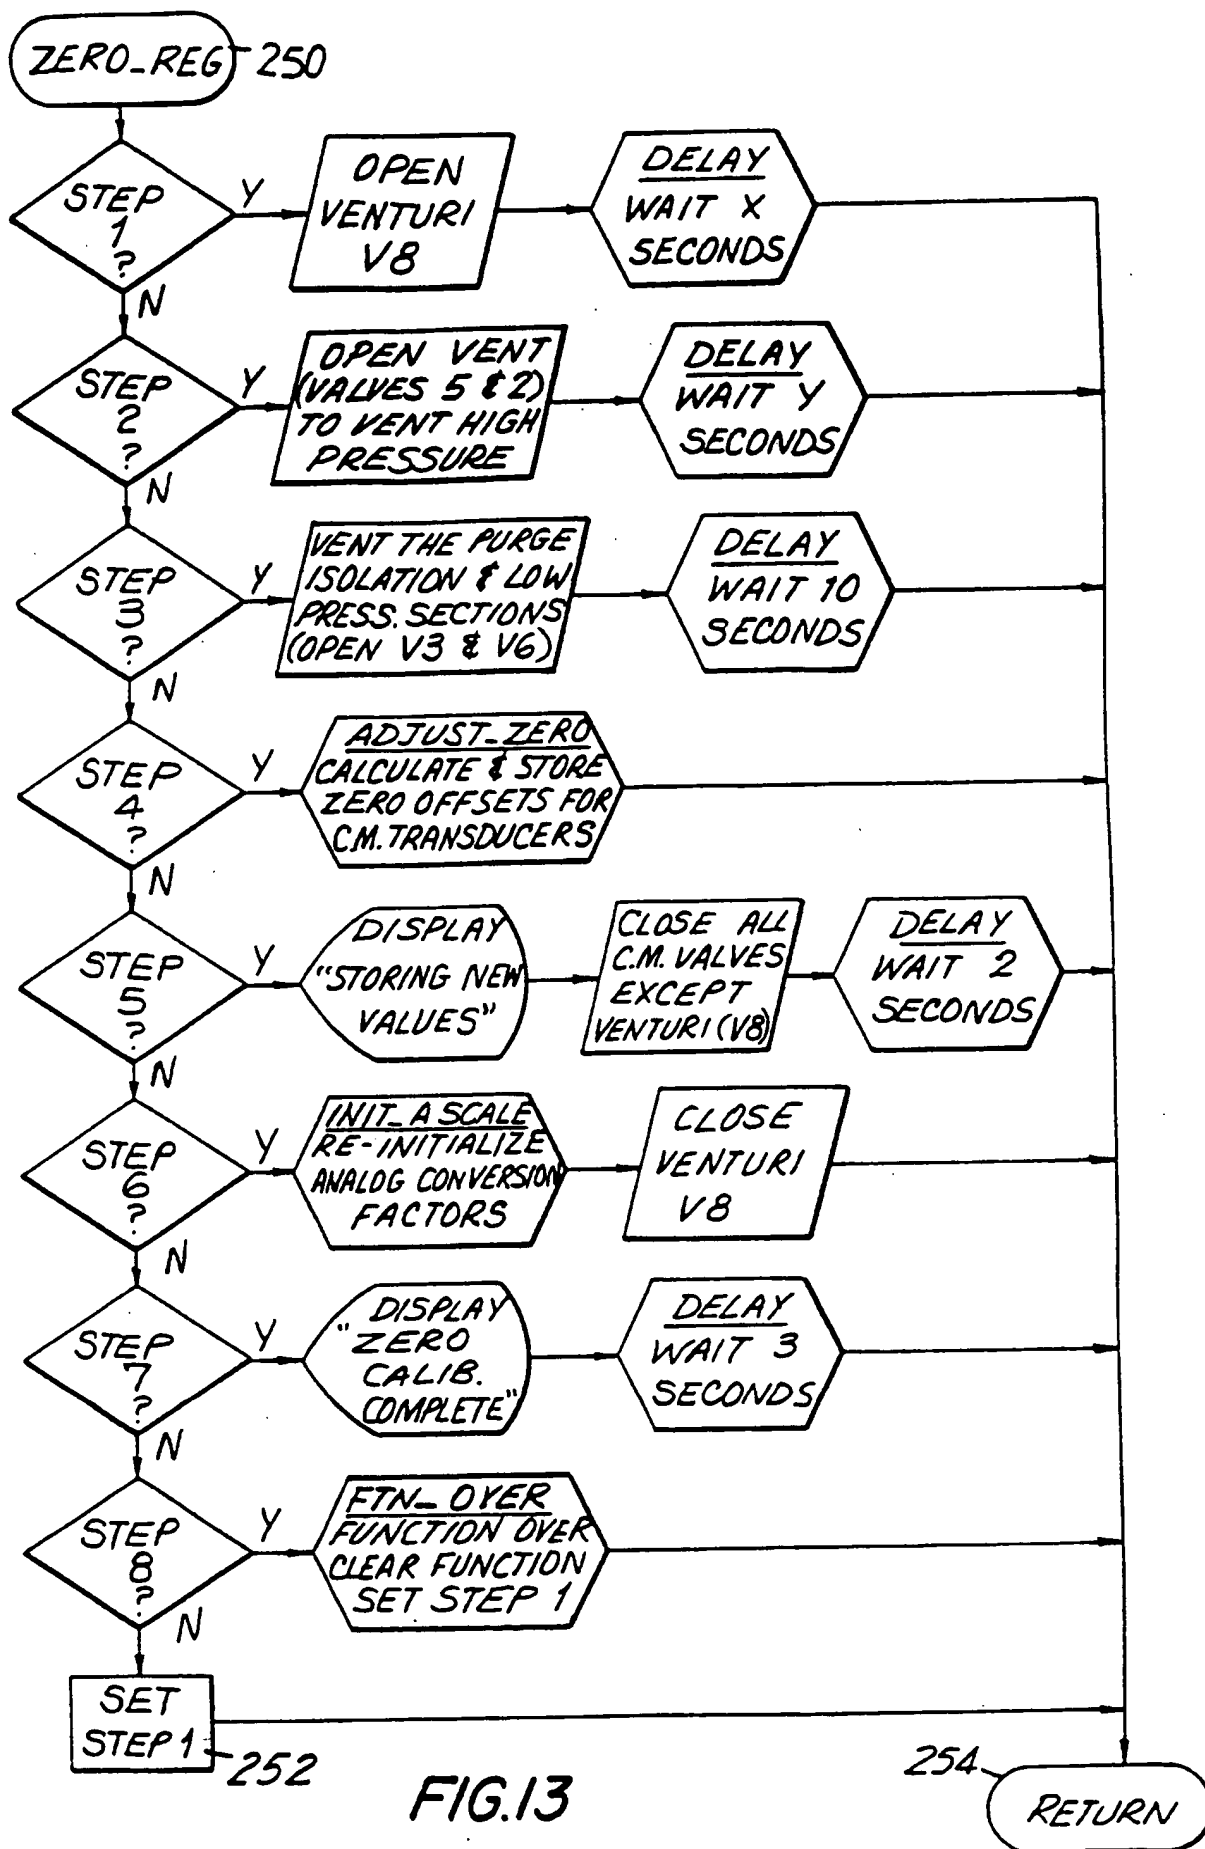 ZERO_REG 250
STEP
1
?
Y
N
OPEN
VENTURI
V8
DELAY
WAIT X
SECONDS
STEP
2
?
Y
N
OPEN VENT
(VALVES 5 & 2)
TO VENT HIGH
PRESSURE
DELAY
WAIT Y
SECONDS
STEP
3
?
Y
N
VENT THE PURGE
ISOLATION & LOW
PRESS. SECTIONS
(OPEN V3 & V6)
DELAY
WAIT 10
SECONDS
STEP
4
?
Y
N
ADJUST_ZERO
CALCULATE & STORE
ZERO OFFSETS FOR
C.M. TRANSDUCERS
STEP
5
?
Y
N
DISPLAY
"STORING NEW
VALUES"
CLOSE ALL
C.M. VALVES
EXCEPT
VENTURI (V8)
DELAY
WAIT 2
SECONDS
STEP
6
?
Y
N
INIT_A SCALE
RE-INITIALIZE
ANALOG CONVERSION
FACTORS
CLOSE
VENTURI
V8
STEP
7
?
Y
N
DISPLAY
"ZERO
CALIB.
COMPLETE"
DELAY
WAIT 3
SECONDS
STEP
8
?
Y
N
FTN_OVER
FUNCTION OVER
CLEAR FUNCTION
SET STEP 1
SET
STEP 1
252
254
RETURN
FIG.13